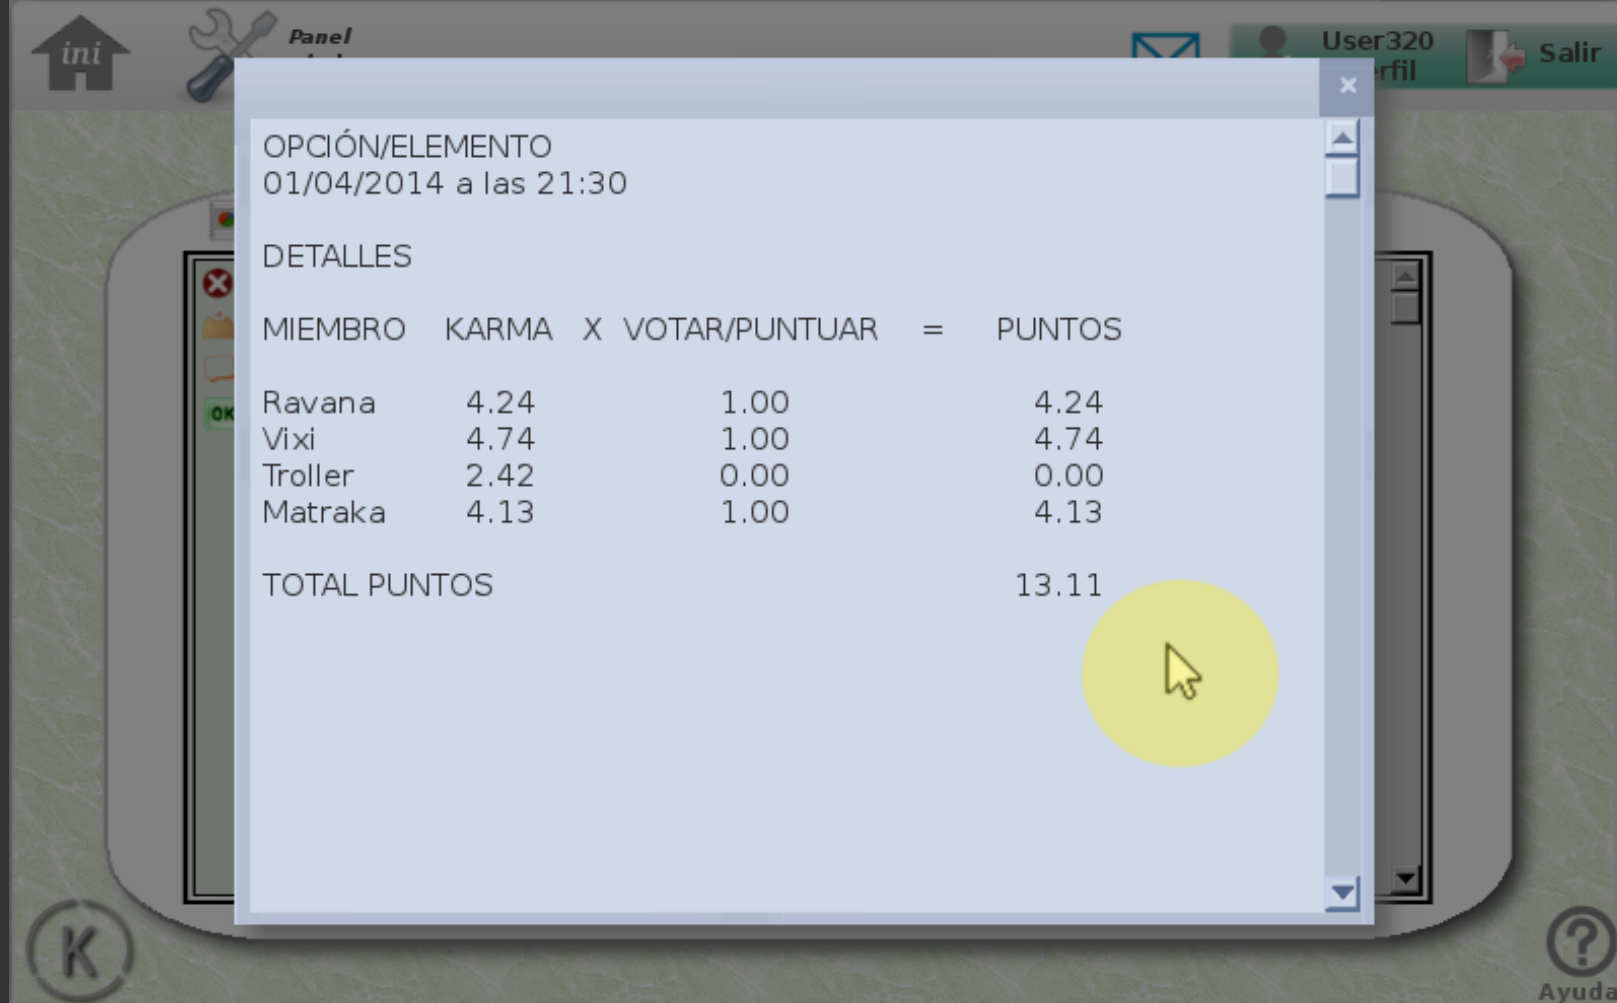 ini
Panel
User320
rfil
Salir
×
OPCIÓN/ELEMENTO
01/04/2014 a las 21:30
DETALLES
MIEMBRO KARMA X VOTAR/PUNTUAR = PUNTOS
Ravana 4.24 1.00 4.24
Vixi 4.74 1.00 4.74
Troller 2.42 0.00 0.00
Matraka 4.13 1.00 4.13
TOTAL PUNTOS 13.11
OK
K
?
Ayuda